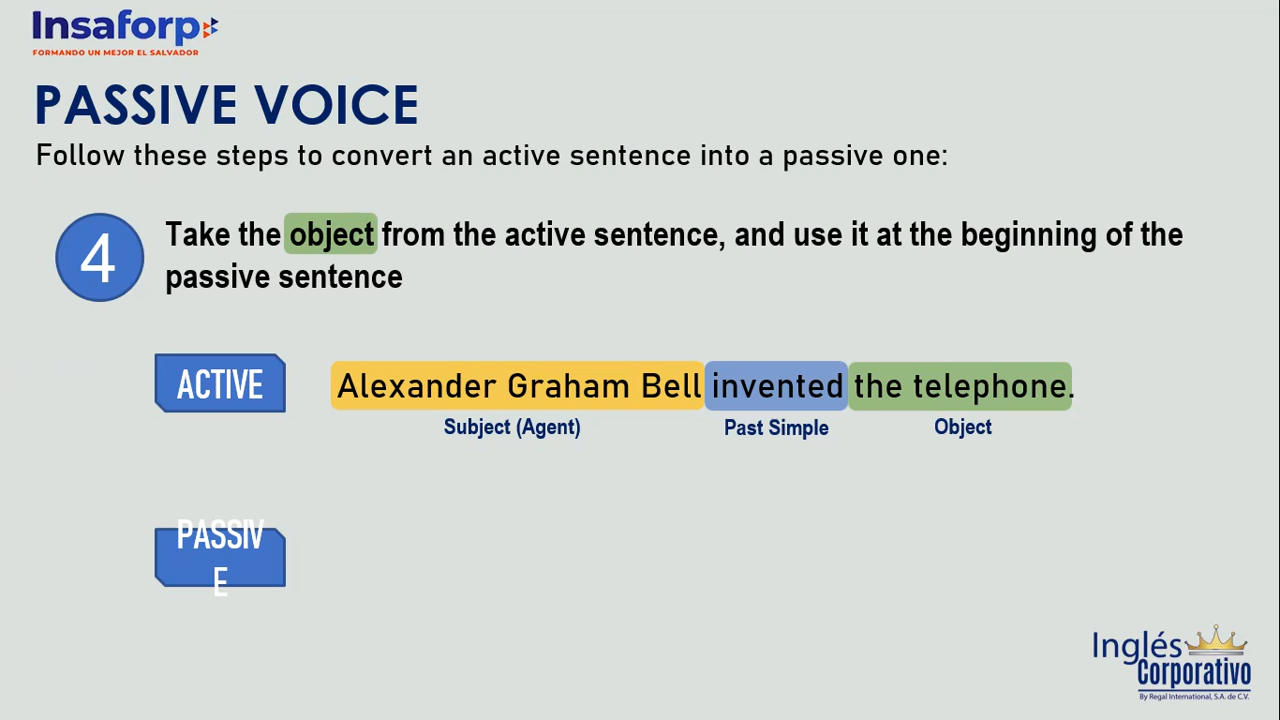 Insaforp
FORMANDO UN MEJOR EL SALVADOR
PASSIVE VOICE
Follow these steps to convert an active sentence into a passive one:
4
Take the object from the active sentence, and use it at the beginning of the
passive sentence
ACTIVE
Alexander Graham Bell invented the telephone.
Subject (Agent) Past Simple Object
PASSIV
E
Inglés
Corporativo
By Regal International, S.A. de C.V.